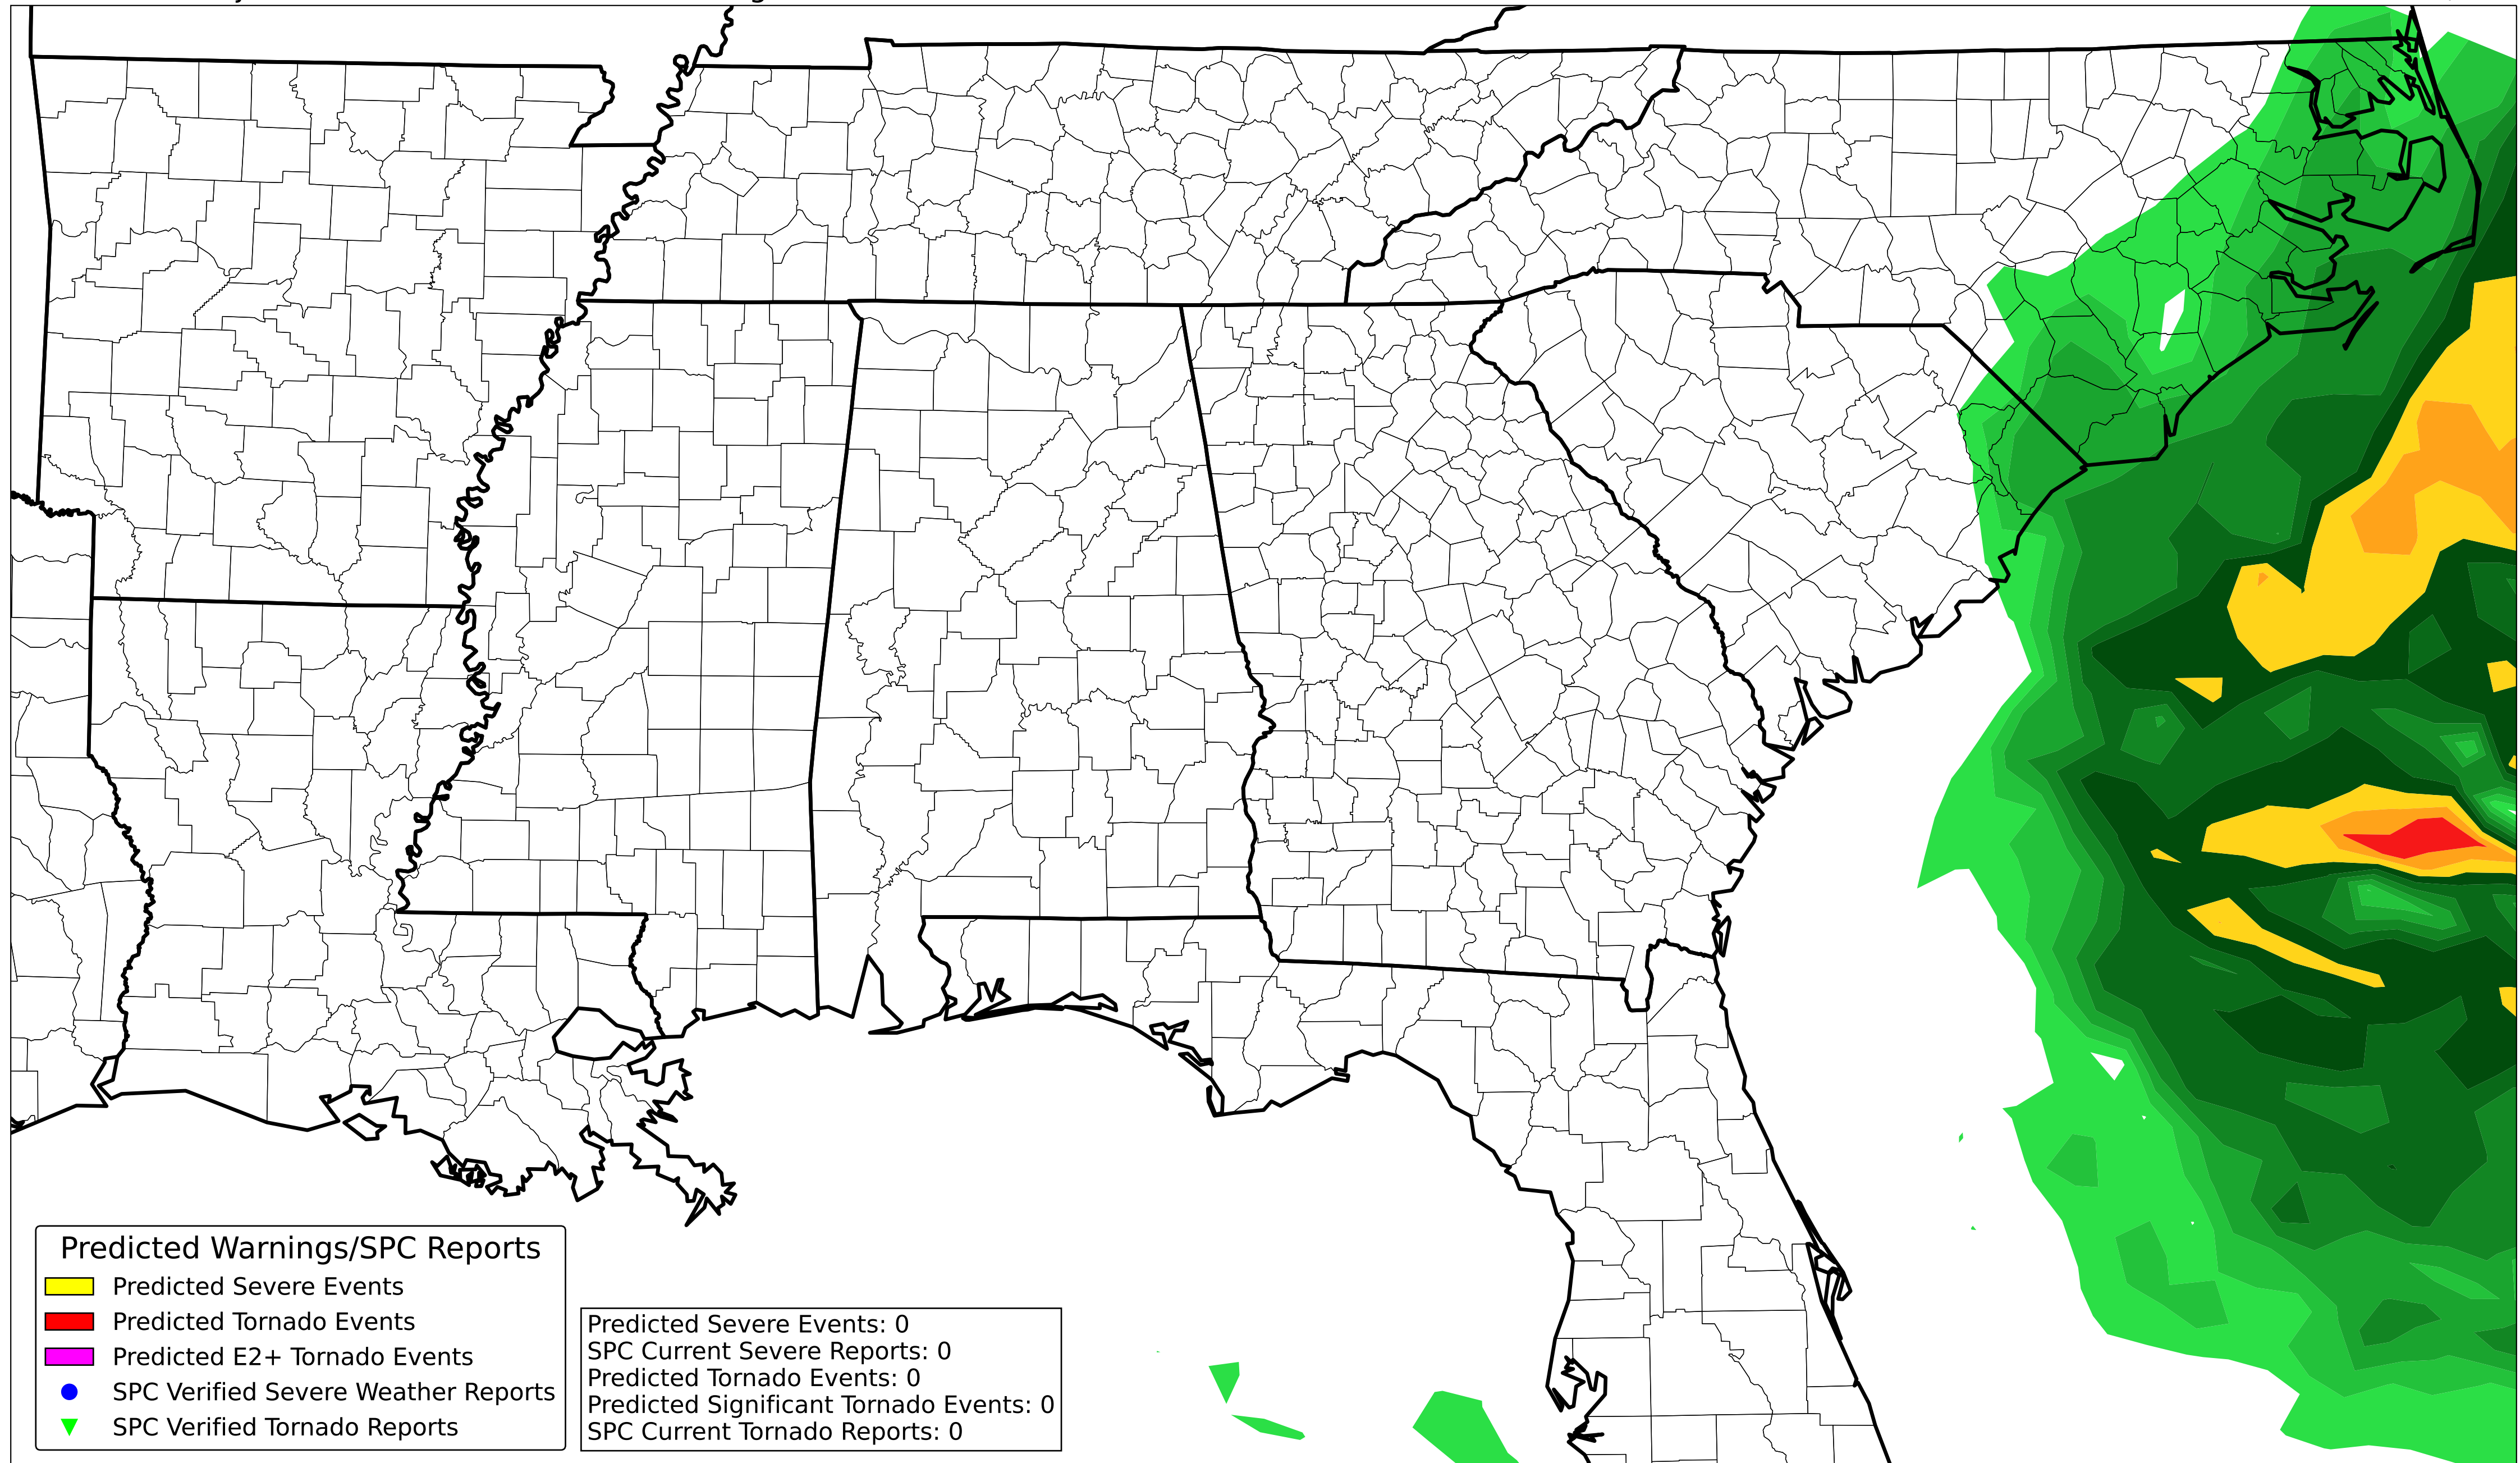 Predicted Warnings/SPC Reports
Predicted Severe Events
Predicted Tornado Events
Predicted E2+ Tornado Events
SPC Verified Severe Weather Reports
SPC Verified Tornado Reports
Predicted Severe Events: 0
SPC Current Severe Reports: 0
Predicted Tornado Events: 0
Predicted Significant Tornado Events: 0
SPC Current Tornado Reports: 0